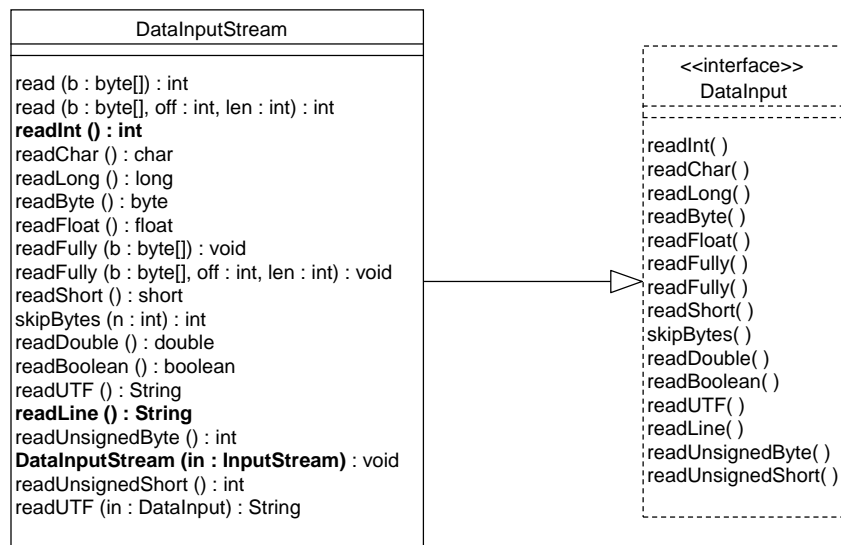 DataInputStream
read (b : byte[]) : int
read (b : byte[], off : int, len : int) : int
readInt () : int
readChar () : char
readLong () : long
readByte () : byte
readFloat () : float
readFully (b : byte[]) : void
readFully (b : byte[], off : int, len : int) : void
readShort () : short
skipBytes (n : int) : int
readDouble () : double
readBoolean () : boolean
readUTF () : String
readLine () : String
readUnsignedByte () : int
DataInputStream (in : InputStream) : void
readUnsignedShort () : int
readUTF (in : DataInput) : String
<<interface>>
DataInput
readInt( )
readChar( )
readLong( )
readByte( )
readFloat( )
readFully( )
readFully( )
readShort( )
skipBytes( )
readDouble( )
readBoolean( )
readUTF( )
readLine( )
readUnsignedByte( )
readUnsignedShort( )